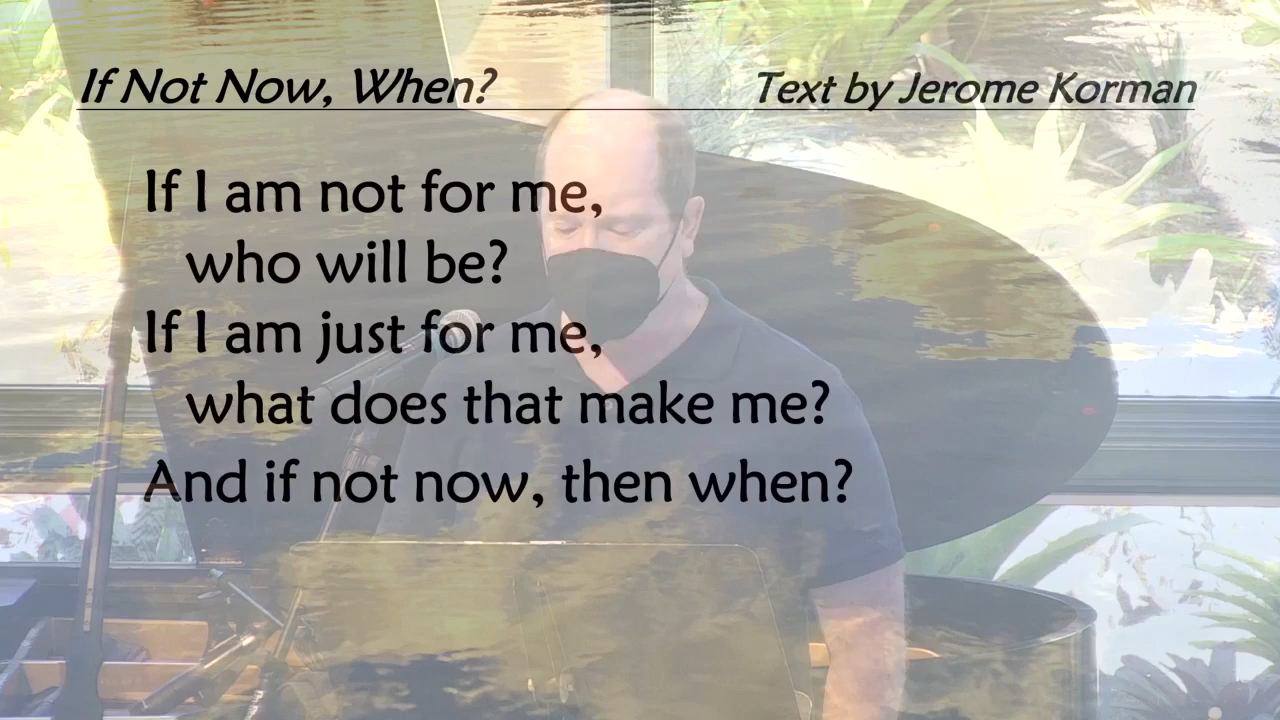 If Not Now, When? Text by Jerome Korman
If I am not for me,
who will be?
If I am just for me,
what does that make me?
And if not now, then when?